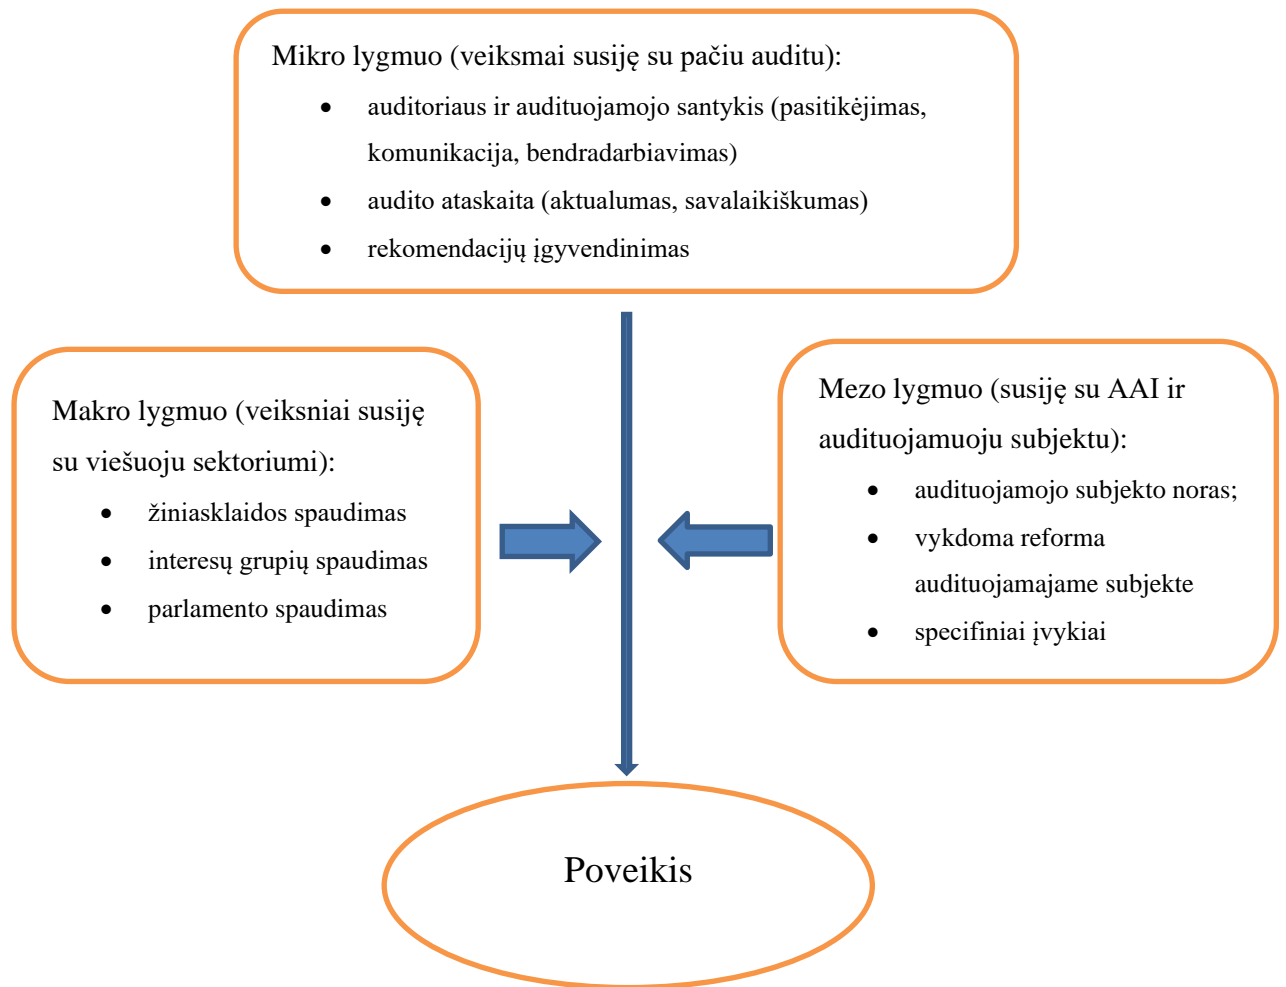 Mikro lygmuo (veiksmai susiję su pačiu auditu):
• auditoriaus ir audituojamojo santykis (pasitikėjimas,
komunikacija, bendradarbiavimas)
• audito ataskaita (aktualumas, savalaikiškumas)
• rekomendacijų įgyvendinimas
Makro lygmuo (veiksniai susiję
su viešuoju sektoriumi):
• žiniasklaidos spaudimas
• interesų grupių spaudimas
• parlamento spaudimas
Mezo lygmuo (susiję su AAI ir
audituojamuoju subjektu):
• audituojamojo subjekto noras;
• vykdoma reforma
audituojamajame subjekte
• specifiniai įvykiai
Poveikis